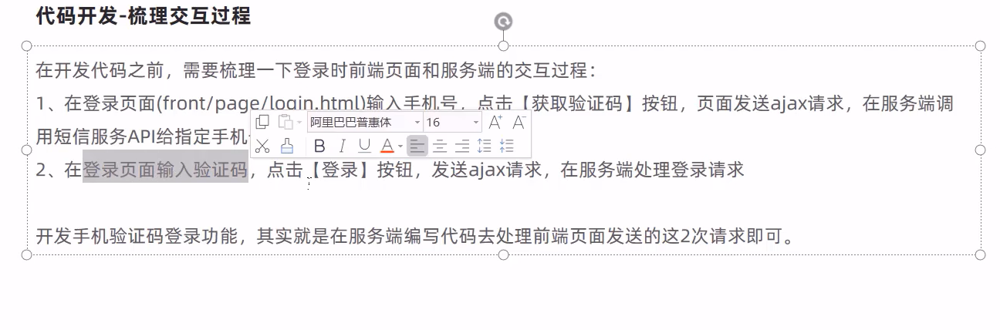 代码开发-梳理交互过程
在开发代码之前，需要梳理一下登录时前端页面和服务端的交互过程：
1、在登录页面(front/page/login.html)输入手机号，点击【获取验证码】按钮，页面发送ajax请求，在服务端调
用短信服务API给指定手机
阿里巴巴普惠体 16 A+ A-
B I U A
2、在登录页面输入验证码，点击【登录】按钮，发送ajax请求，在服务端处理登录请求
开发手机验证码登录功能，其实就是在服务端编写代码去处理前端页面发送的这2次请求即可。